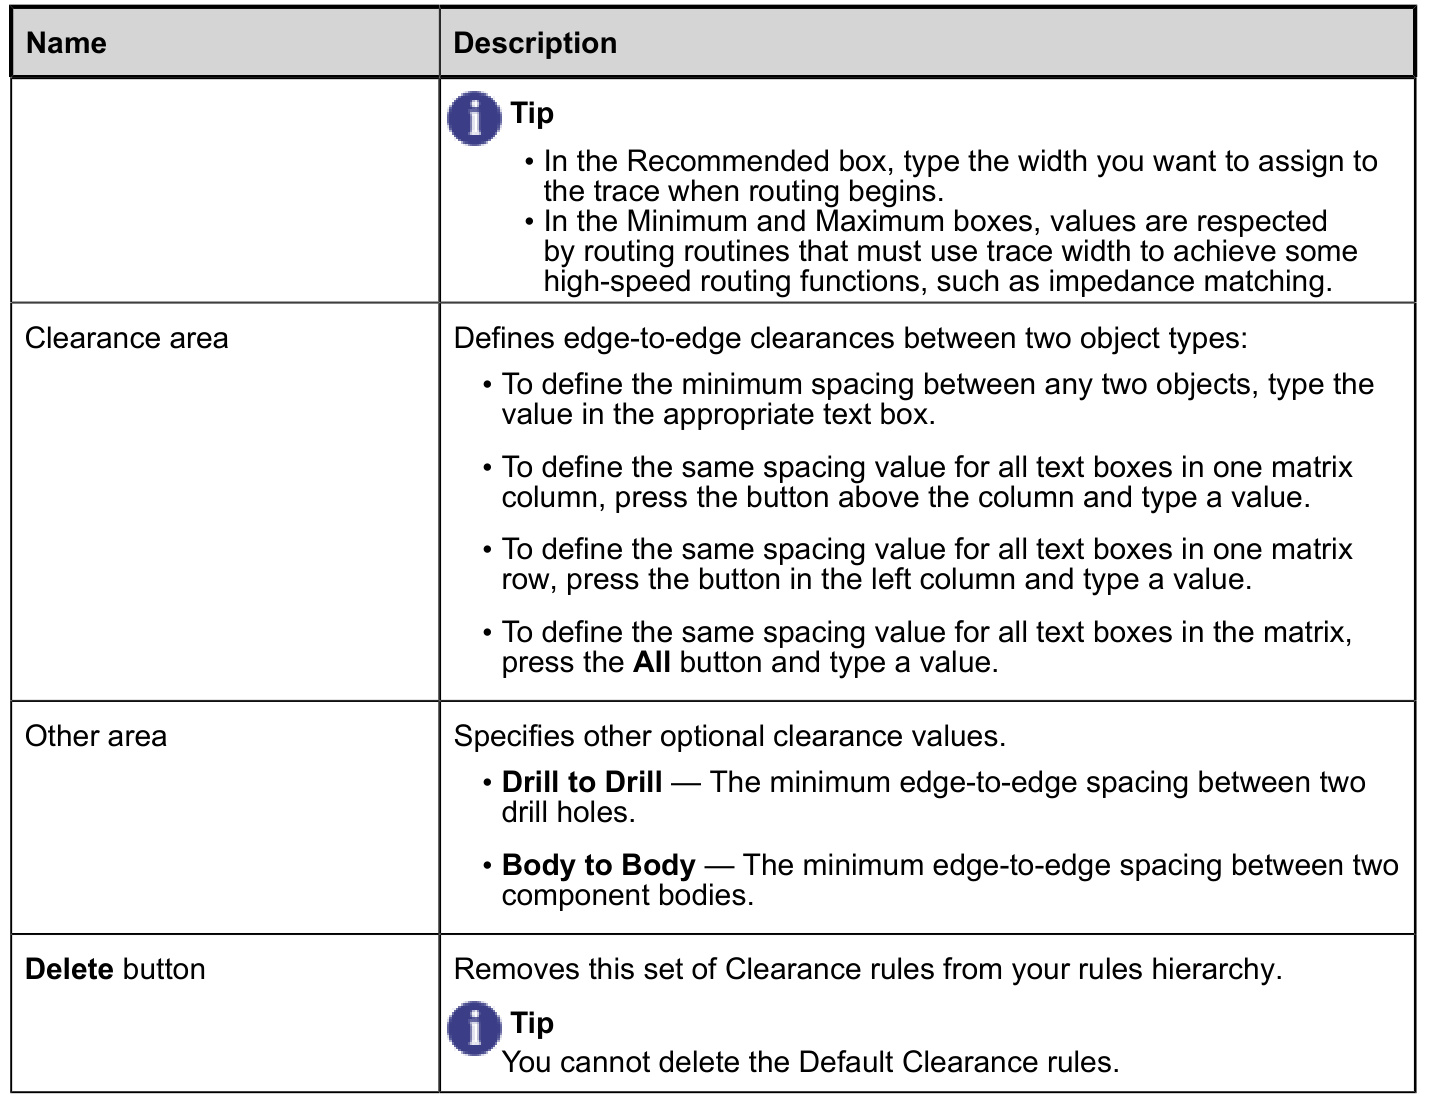 Name Description
Tip
• In the Recommended box, type the width you want to assign to
the trace when routing begins.
• In the Minimum and Maximum boxes, values are respected
by routing routines that must use trace width to achieve some
high-speed routing functions, such as impedance matching.
Clearance area Defines edge-to-edge clearances between two object types:
• To define the minimum spacing between any two objects, type the
value in the appropriate text box.
• To define the same spacing value for all text boxes in one matrix
column, press the button above the column and type a value.
• To define the same spacing value for all text boxes in one matrix
row, press the button in the left column and type a value.
• To define the same spacing value for all text boxes in the matrix,
press the All button and type a value.
Other area Specifies other optional clearance values.
• Drill to Drill — The minimum edge-to-edge spacing between two
drill holes.
• Body to Body — The minimum edge-to-edge spacing between two
component bodies.
Delete button Removes this set of Clearance rules from your rules hierarchy.
Tip
You cannot delete the Default Clearance rules.